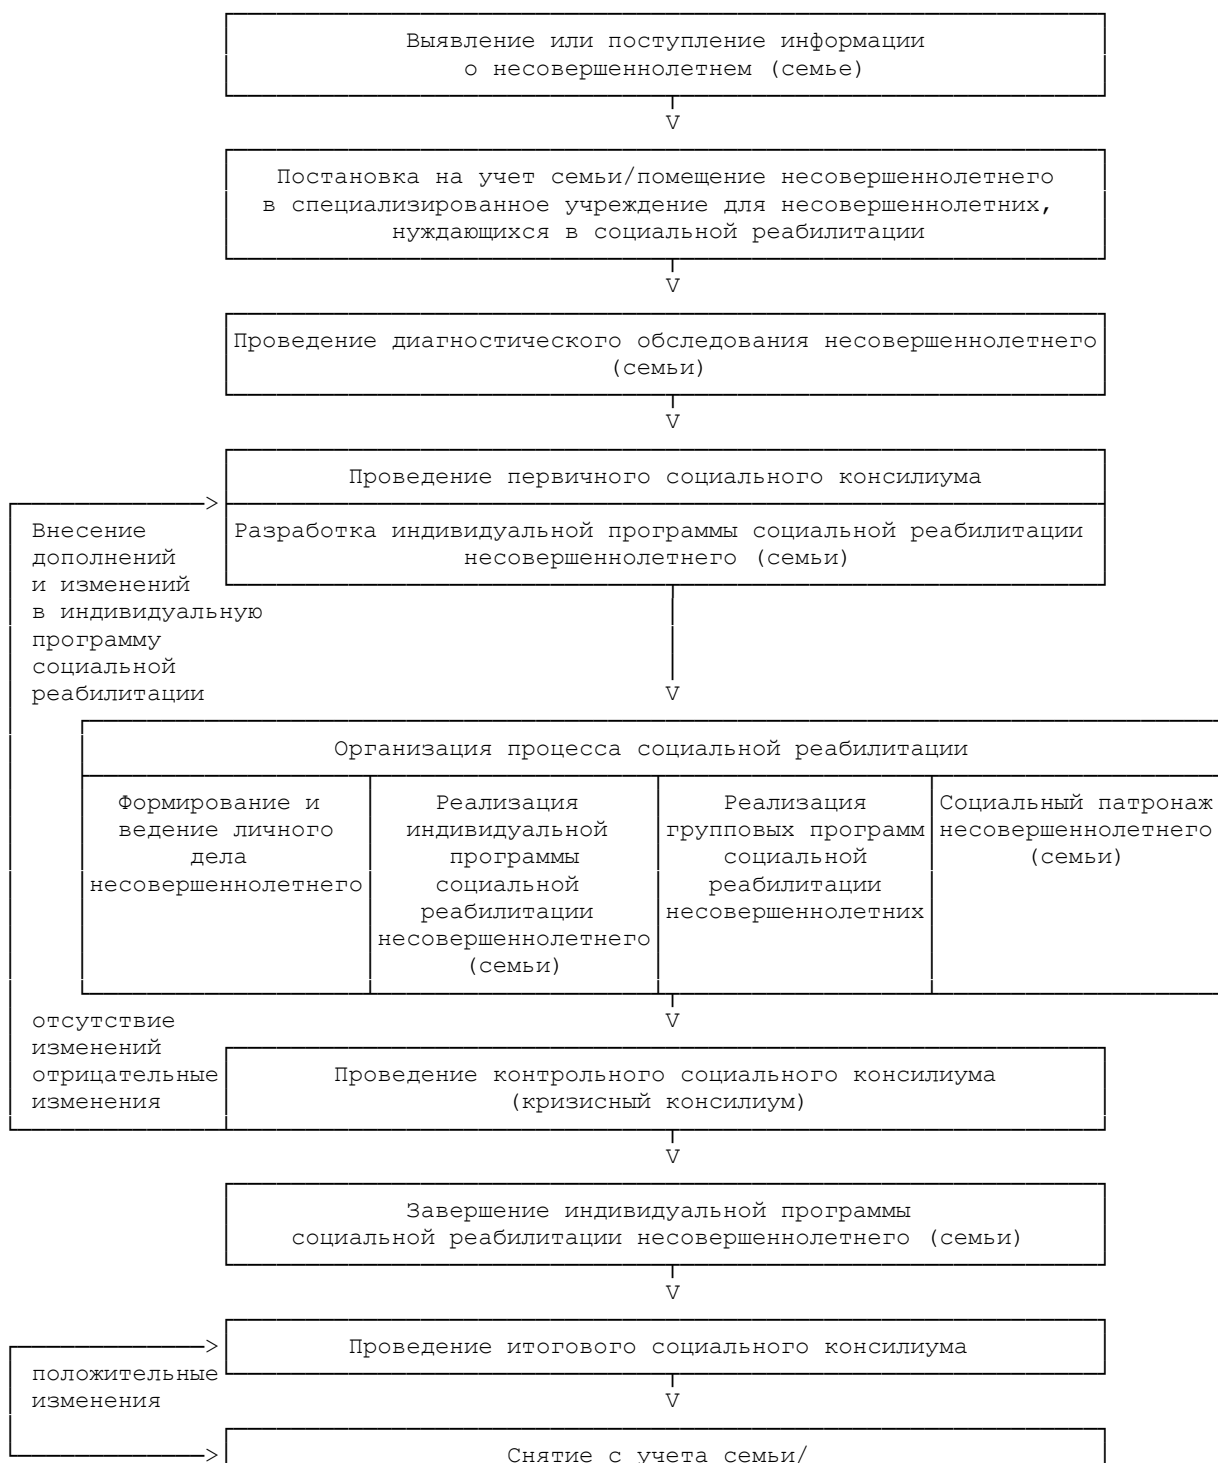 Выявление или поступление информации
о несовершеннолетнем (семье)
V
Постановка на учет семьи/помещение несовершеннолетнего
в специализированное учреждение для несовершеннолетних,
нуждающихся в социальной реабилитации
V
Проведение диагностического обследования несовершеннолетнего
(семьи)
V
Проведение первичного социального консилиума
>
Разработка индивидуальной программы социальной реабилитации
несовершеннолетнего (семьи)
Внесение
дополнений
и изменений
в индивидуальную
программу
социальной
реабилитации
V
Организация процесса социальной реабилитации
Формирование и
ведение личного
дела
несовершеннолетнего
Реализация
индивидуальной
программы
социальной
реабилитации
несовершеннолетнего
(семьи)
Реализация
групповых программ
социальной
реабилитации
несовершеннолетних
Социальный патронаж
несовершеннолетнего
(семьи)
V
отсутствие
изменений
отрицательные
изменения
Проведение контрольного социального консилиума
(кризисный консилиум)
V
Завершение индивидуальной программы
социальной реабилитации несовершеннолетнего (семьи)
V
> Проведение итогового социального консилиума
положительные
изменения
V
> Снятие с учета семьи/